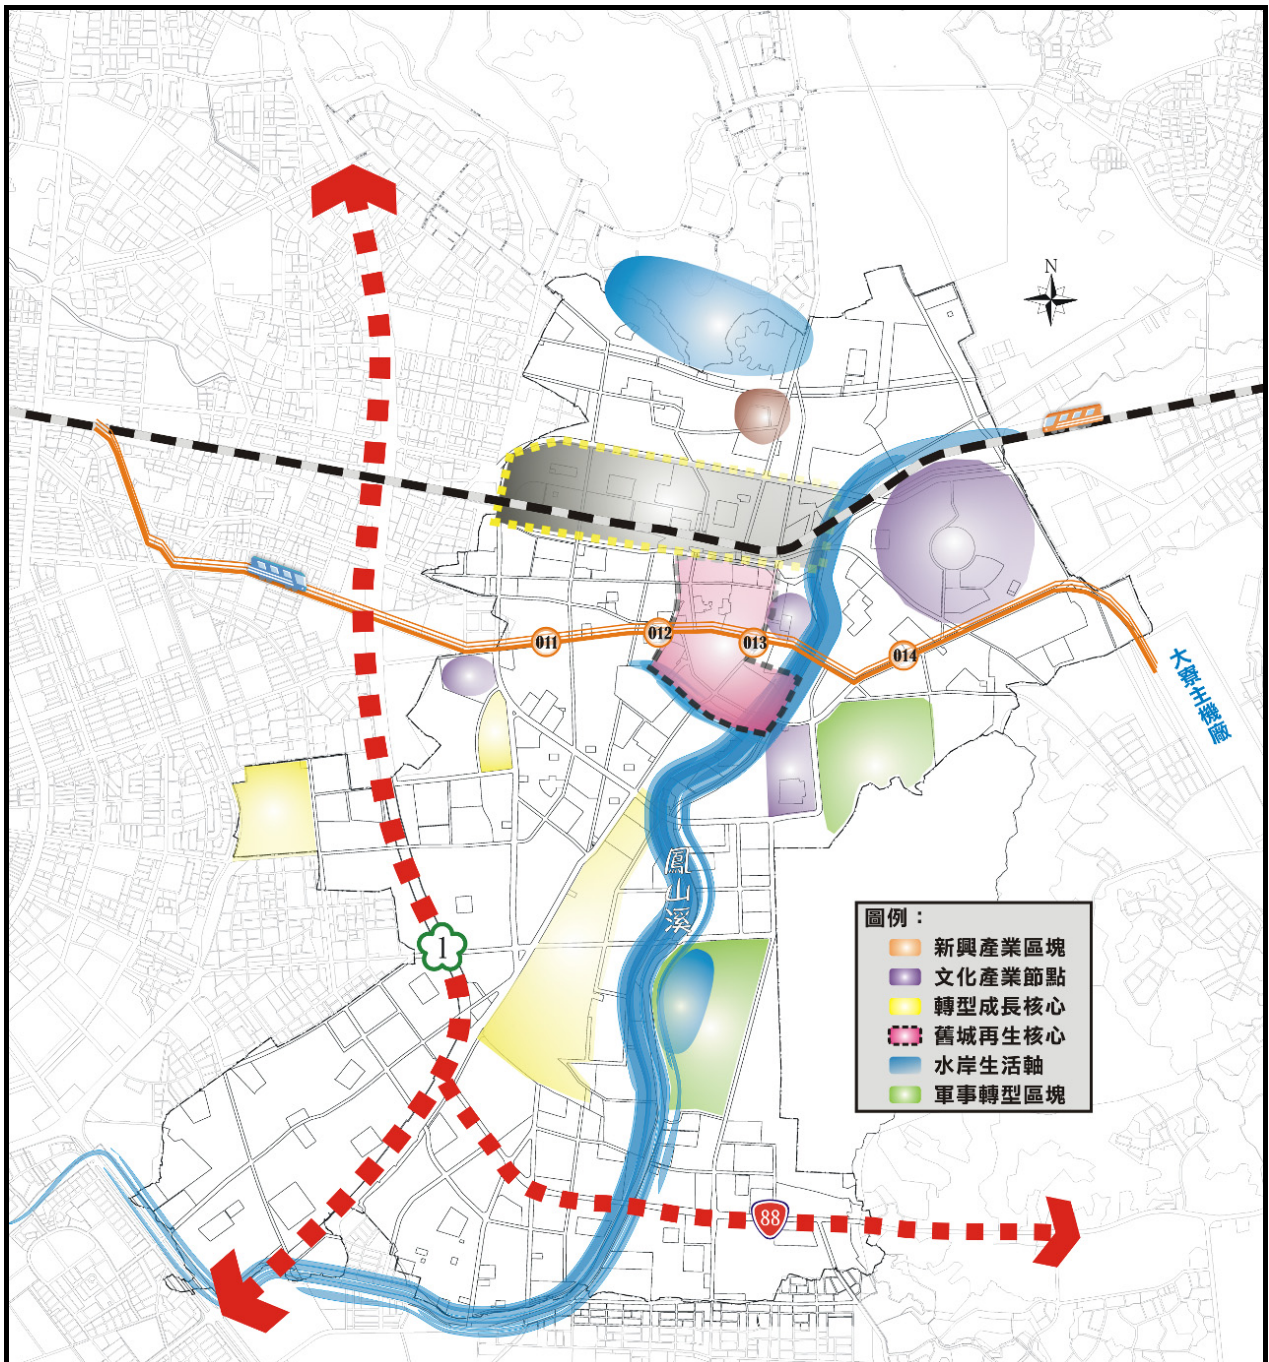 N
011
012
013
014
大寮主機廠
鳳山溪
1
圖例：
新興產業區塊
文化產業節點
轉型成長核心
舊城再生核心
水岸生活軸
軍事轉型區塊
88